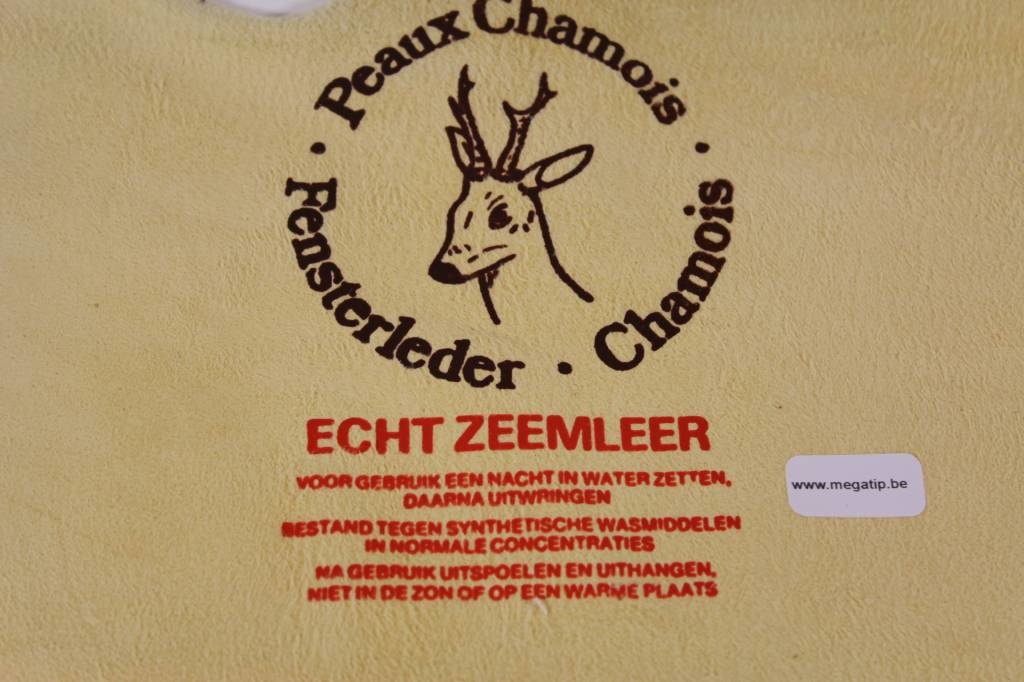 Peaux Chamois
Chamois
Fensterleder
ECHT ZEEMLEER
VOOR GEBRUIK EEN NACHT IN WATER ZETTEN,
DAARNA UITWRINGEN
BESTAND TEGEN SYNTHETISCHE WASMIDDELEN
IN NORMALE CONCENTRATIES
NA GEBRUIK UITSPOELEN EN UITHANGEN,
NIET IN DE ZON OF OP EEN WARME PLAATS
www.megatip.be